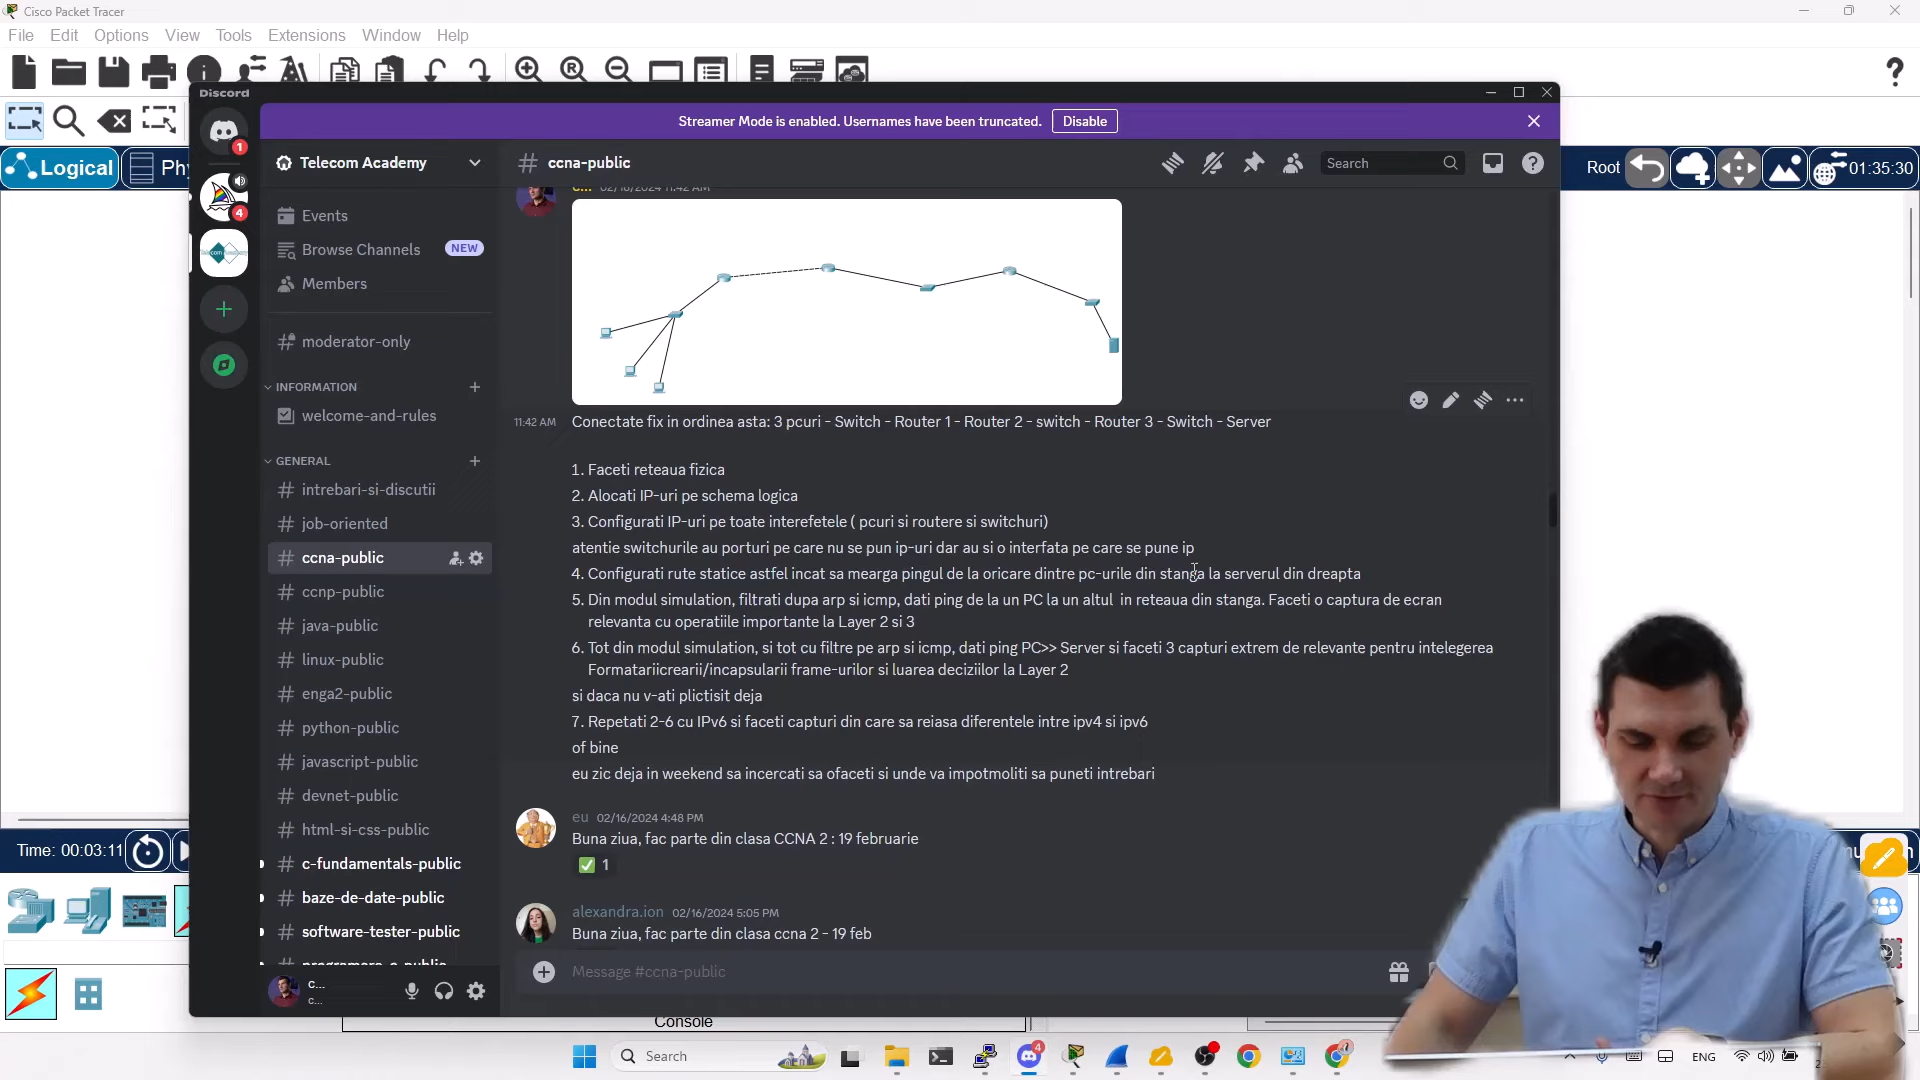 Cisco Packet Tracer
File Edit Options View Tools Extensions Window Help
Discord
Streamer Mode is enabled. Usernames have been truncated. Disable
Logical
Root 01:35:30
Telecom Academy
# ccna-public
Search
Events
Browse Channels NEW
Members
moderator-only
INFORMATION
welcome-and-rules
GENERAL
intrebari-si-discutii
job-oriented
ccna-public
ccnp-public
java-public
linux-public
enga2-public
python-public
javascript-public
devnet-public
html-si-css-public
c-fundamentals-public
baze-de-date-public
software-tester-public
c...
c...
11:42 AM Conectate fix in ordinea asta: 3 pcuri - Switch - Router 1 - Router 2 - switch - Router 3 - Switch - Server
1. Faceti reteaua fizica
2. Alocati IP-uri pe schema logica
3. Configurati IP-uri pe toate interefetele ( pcuri si routere si switchuri)
atentie switchurile au porturi pe care nu se pun ip-uri dar au si o interfata pe care se pune ip
4. Configurati rute statice astfel incat sa mearga pingul de la oricare dintre pc-urile din stanga la serverul din dreapta
5. Din modul simulation, filtrati dupa arp si icmp, dati ping de la un PC la un altul in reteaua din stanga. Faceti o captura de ecran
relevanta cu operatiile importante la Layer 2 si 3
6. Tot din modul simulation, si tot cu filtre pe arp si icmp, dati ping PC>> Server si faceti 3 capturi extrem de relevante pentru intelegerea
Formatariicrearii/incapsularii frame-urilor si luarea deciziilor la Layer 2
si daca nu v-ati plictisit deja
7. Repetati 2-6 cu IPv6 si faceti capturi din care sa reiasa diferentele intre ipv4 si ipv6
of bine
eu zic deja in weekend sa incercati sa ofaceti si unde va impotmoliti sa puneti intrebari
eu 02/16/2024 4:48 PM
Buna ziua, fac parte din clasa CCNA 2 : 19 februarie
1
alexandra.ion 02/16/2024 5:05 PM
Buna ziua, fac parte din clasa ccna 2 - 19 feb
Message #ccna-public
Time: 00:03:11
Console
Search
ENG